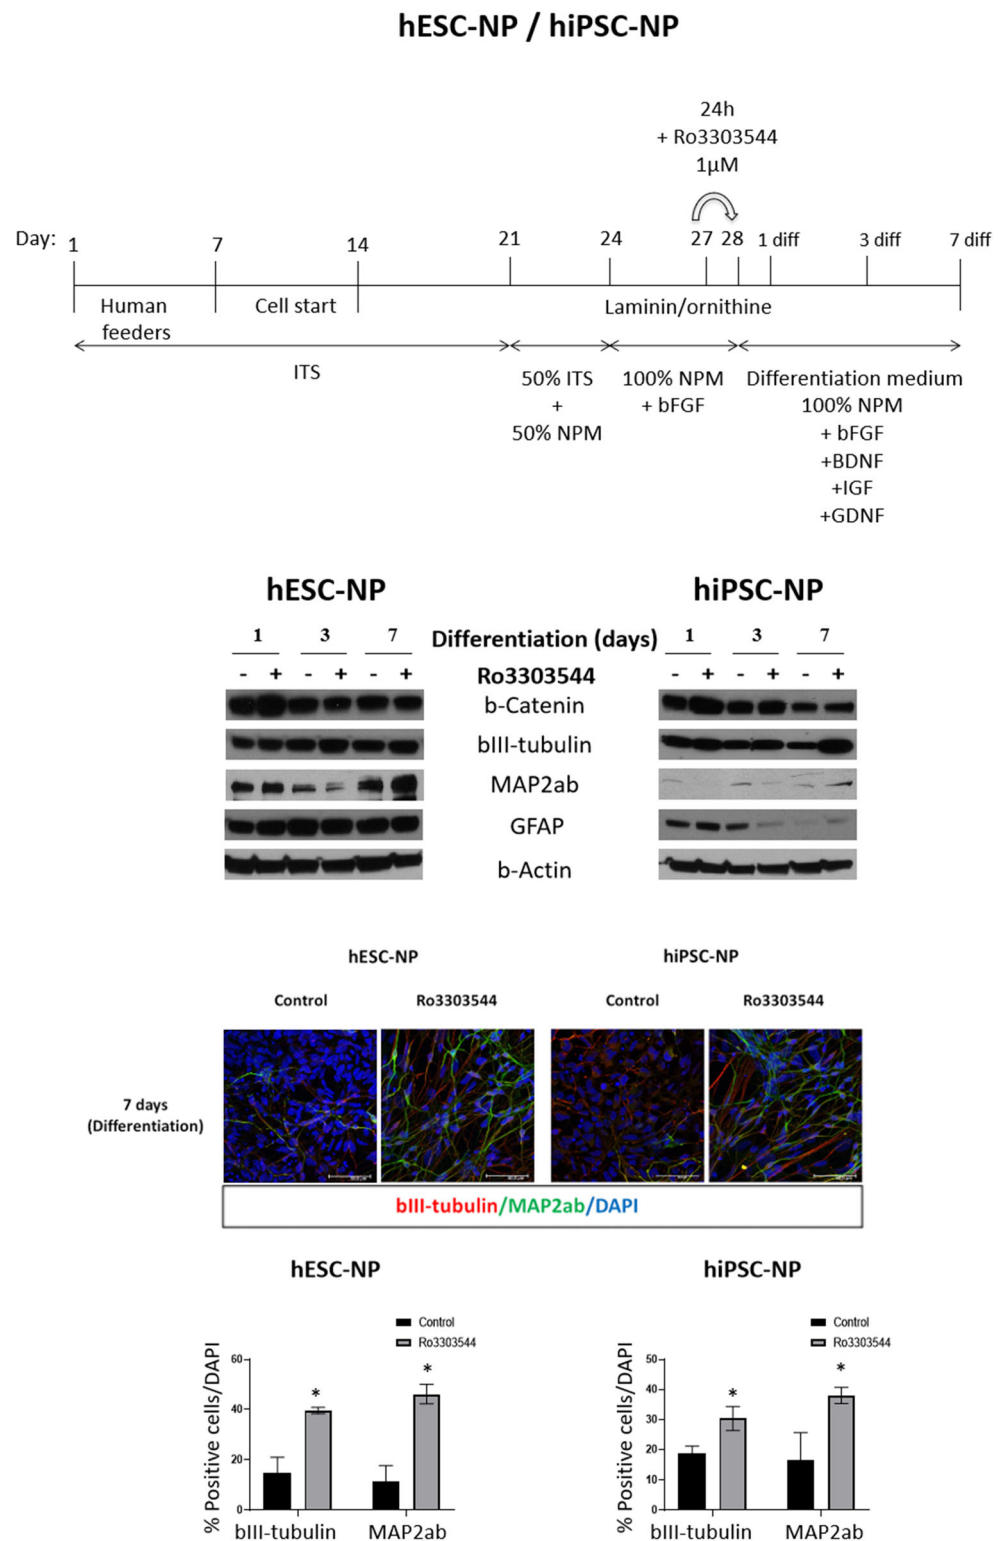 hESC-NP / hiPSC-NP
24h
+ Ro3303544
1µM
Day: 1 7 14 21 24 27 28 1 diff 3 diff 7 diff
Human feeders
Cell start
Laminin/ornithine
ITS
50% ITS
+
50% NPM
100% NPM
+ bFGF
Differentiation medium
100% NPM
+ bFGF
+BDNF
+IGF
+GDNF
hESC-NP hiPSC-NP
1 3 7 Differentiation (days) 1 3 7
- + - + - + Ro3303544 - + - + - +
b-Catenin
bIII-tubulin
MAP2ab
GFAP
b-Actin
hESC-NP hiPSC-NP
Control Ro3303544 Control Ro3303544
7 days
(Differentiation)
bIII-tubulin/MAP2ab/DAPI
hESC-NP
Control
Ro3303544
% Positive cells/DAPI
60
40
20
0
* *
bIII-tubulin MAP2ab
hiPSC-NP
Control
Ro3303544
% Positive cells/DAPI
50
40
30
20
10
0
* *
bIII-tubulin MAP2ab